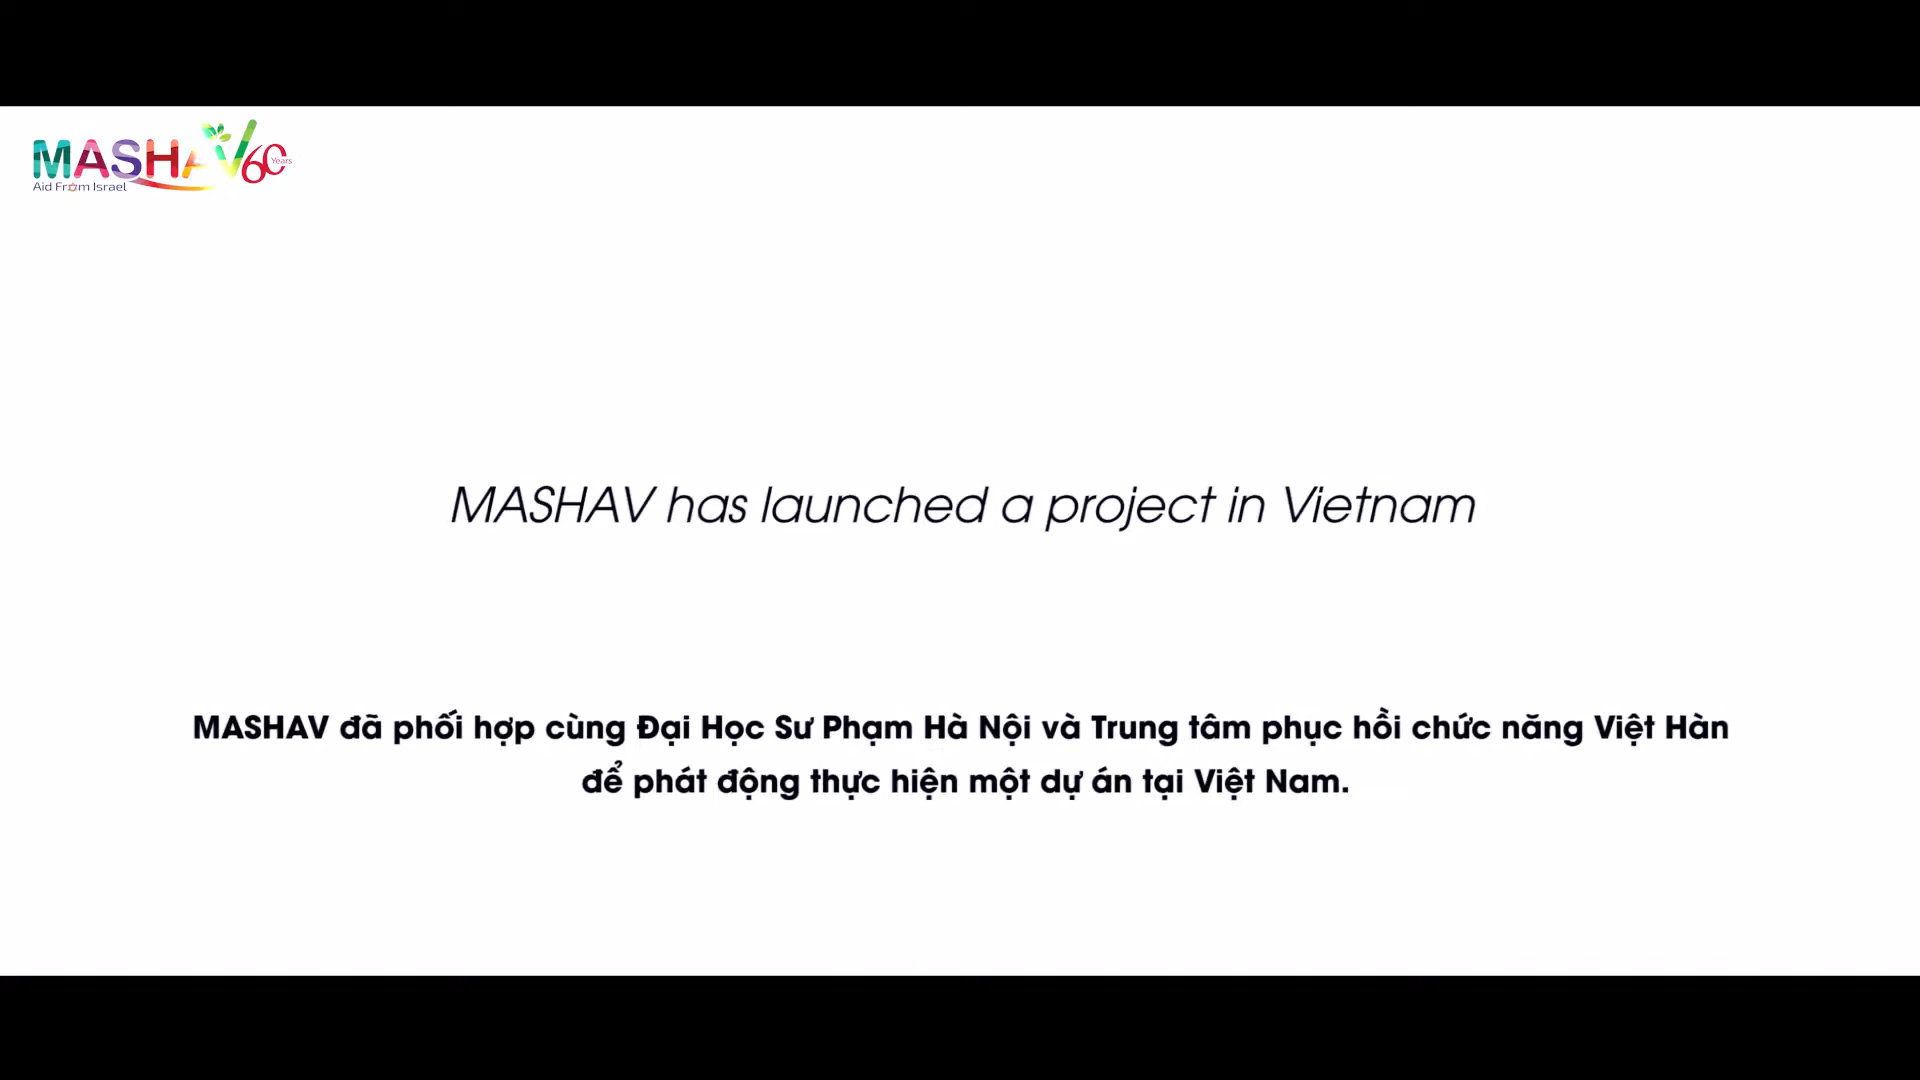 MASHAV 60 Years
Aid From Israel
MASHAV has launched a project in Vietnam
MASHAV đã phối hợp cùng Đại Học Sư Phạm Hà Nội và Trung tâm phục hồi chức năng Việt Hàn
để phát động thực hiện một dự án tại Việt Nam.